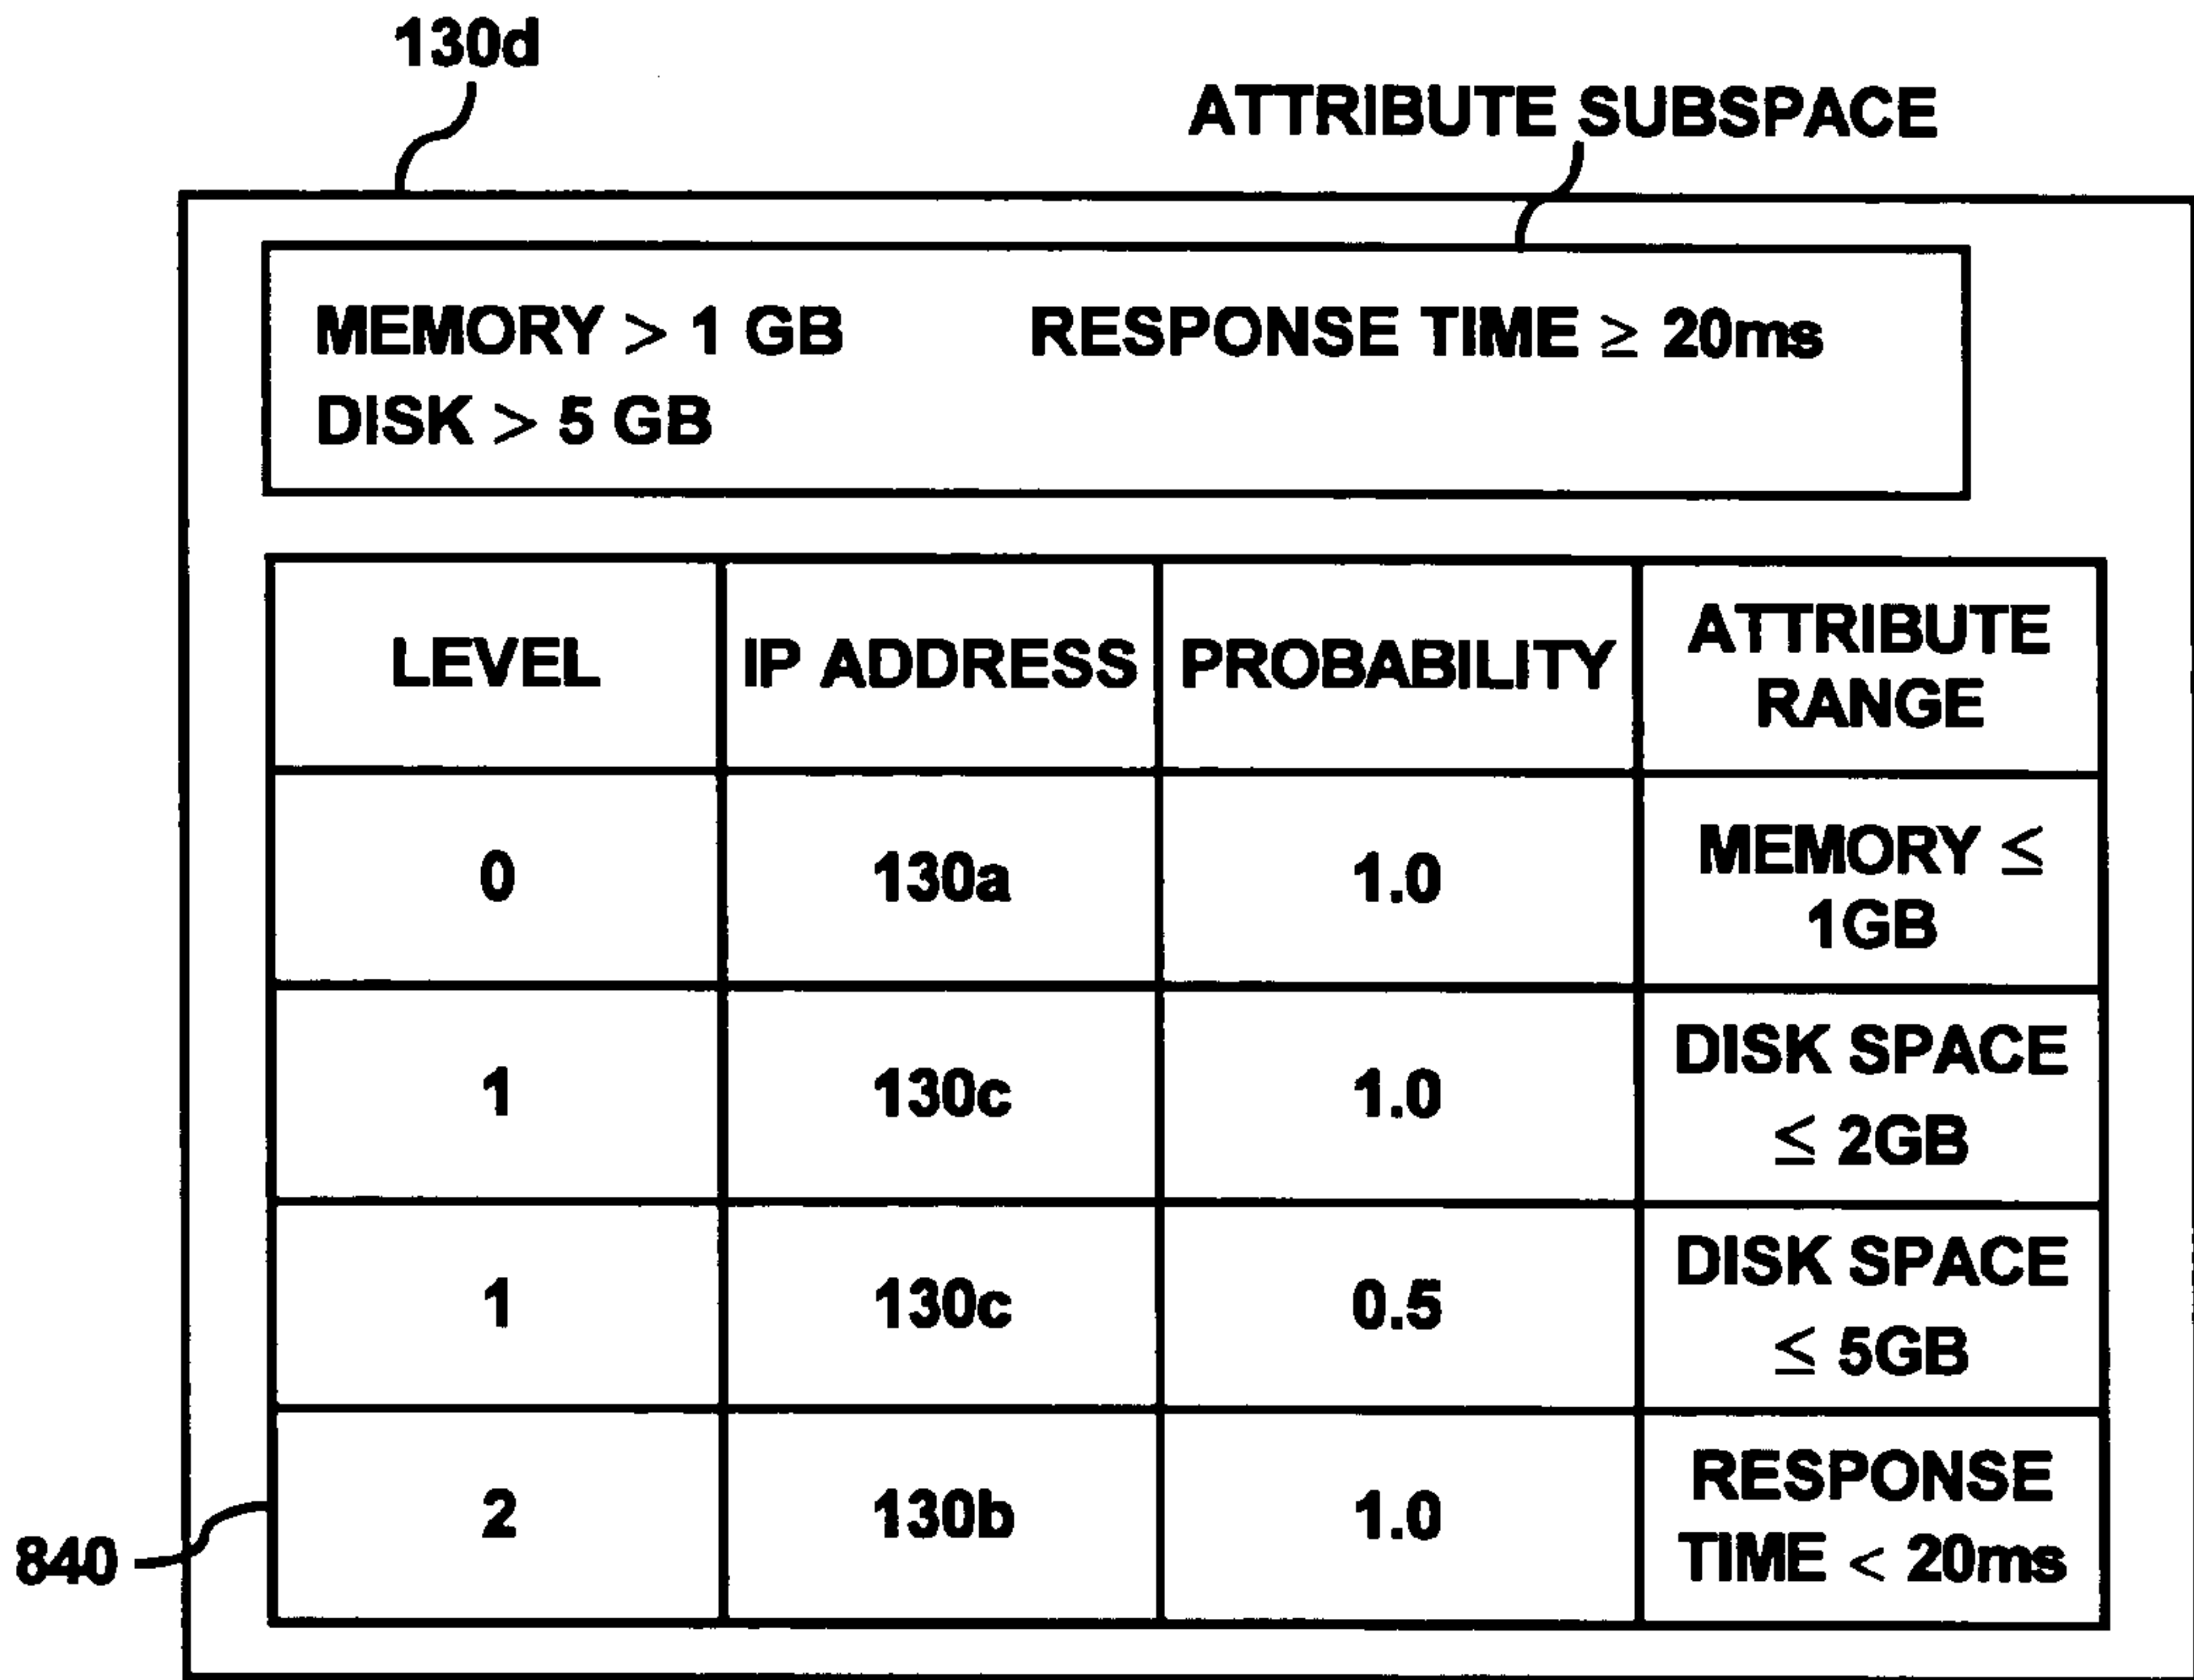 130d
ATTRIBUTE SUBSPACE
MEMORY > 1 GB RESPONSE TIME ≥ 20ms
DISK > 5 GB
LEVEL IP ADDRESS PROBABILITY ATTRIBUTE RANGE
0 130a 1.0 MEMORY ≤ 1GB
1 130c 1.0 DISK SPACE ≤ 2GB
1 130c 0.5 DISK SPACE ≤ 5GB
2 130b 1.0 RESPONSE TIME < 20ms
840